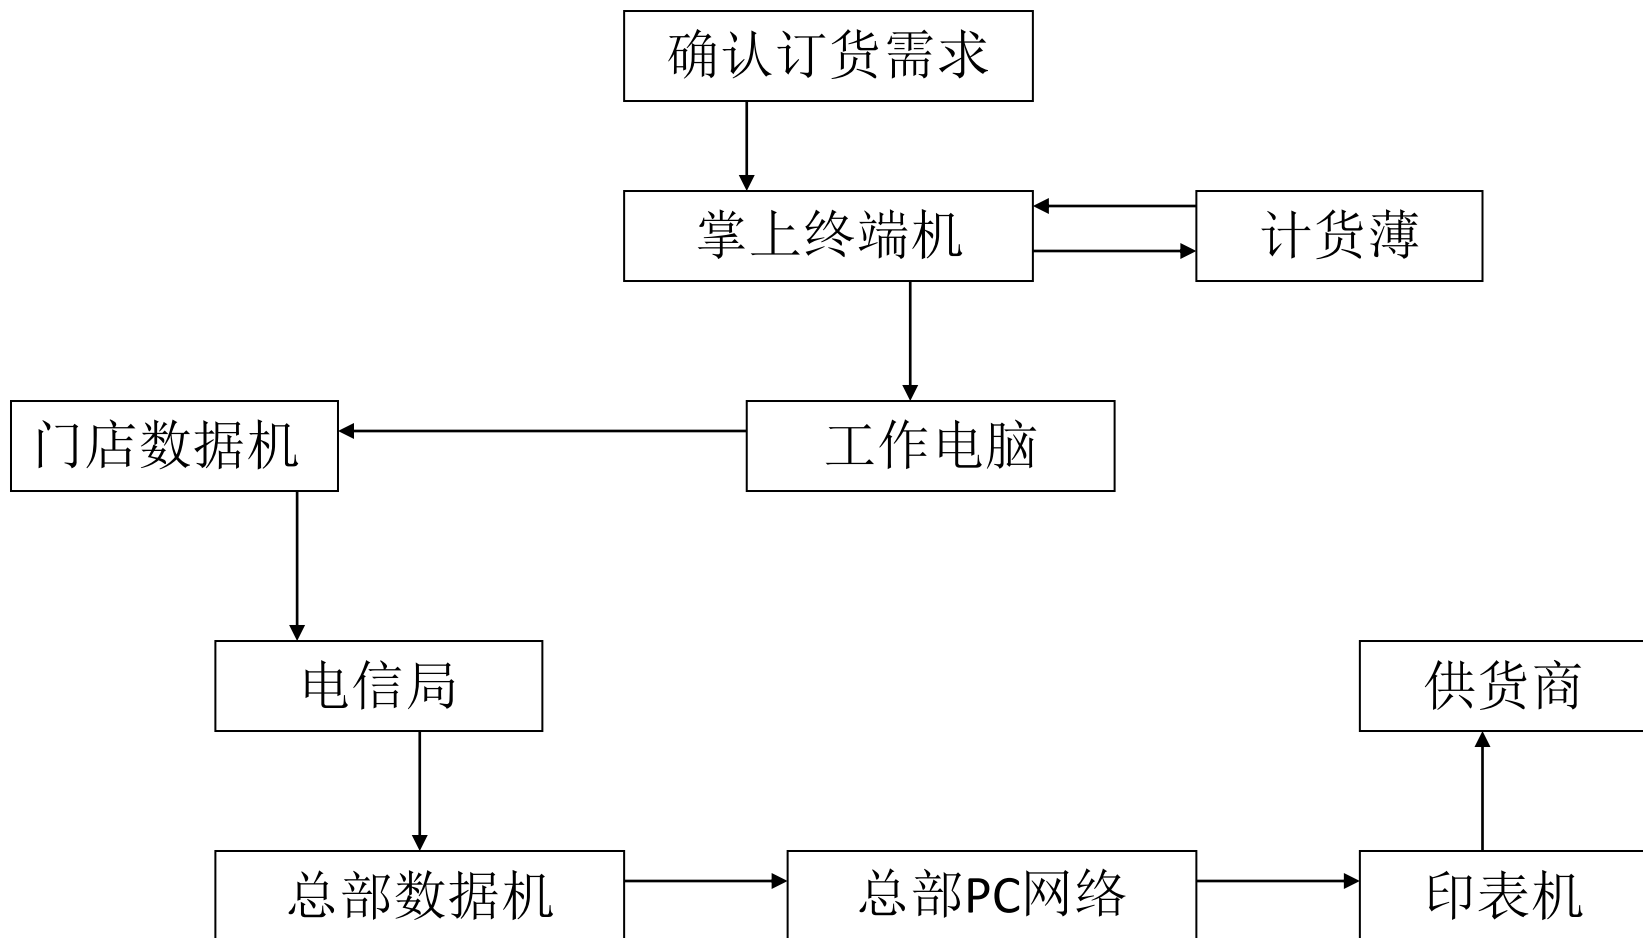 确认订货需求
掌上终端机
计货薄
门店数据机
工作电脑
电信局
供货商
总部数据机
总部PC网络
印表机